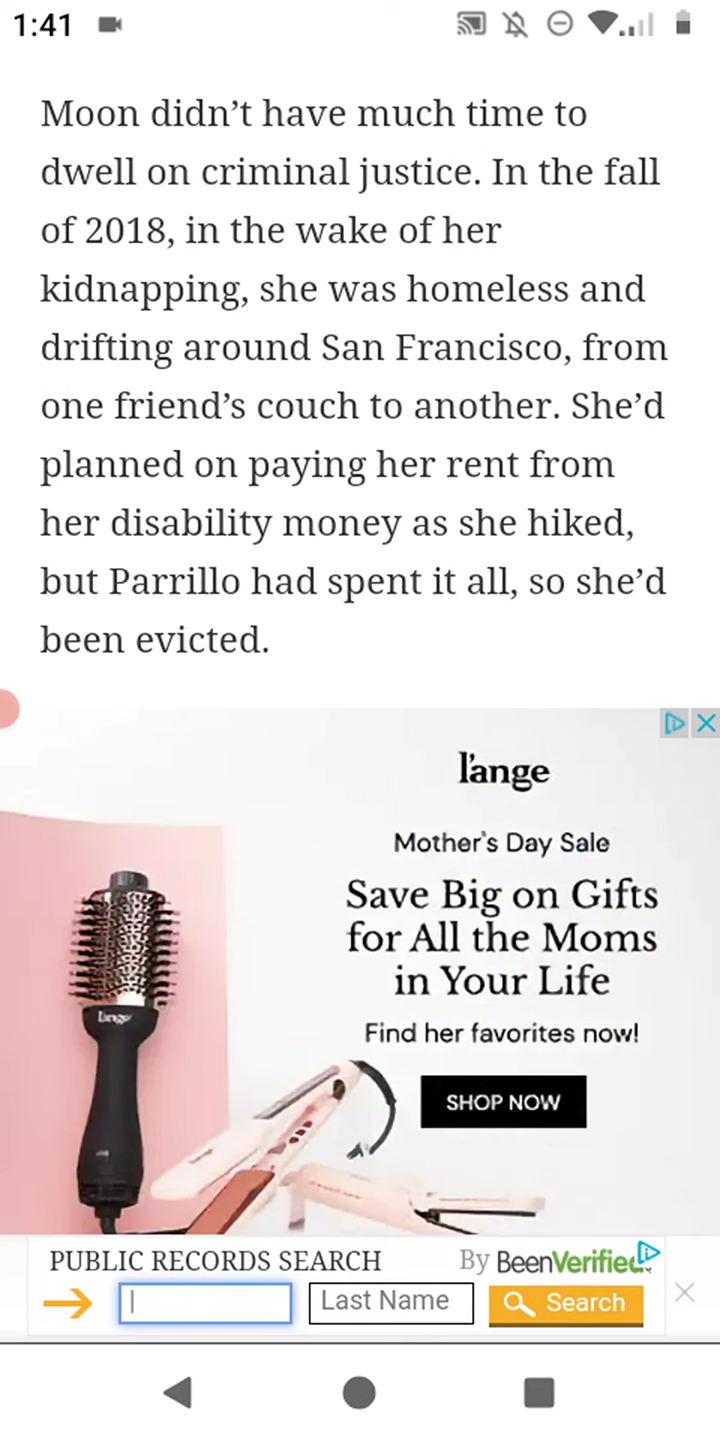 1:41
Moon didn’t have much time to
dwell on criminal justice. In the fall
of 2018, in the wake of her
kidnapping, she was homeless and
drifting around San Francisco, from
one friend’s couch to another. She’d
planned on paying her rent from
her disability money as she hiked,
but Parrillo had spent it all, so she’d
been evicted.
l'ange
Mother's Day Sale
Save Big on Gifts
for All the Moms
in Your Life
Find her favorites now!
SHOP NOW
l'ange
PUBLIC RECORDS SEARCH By BeenVerified
Last Name Search